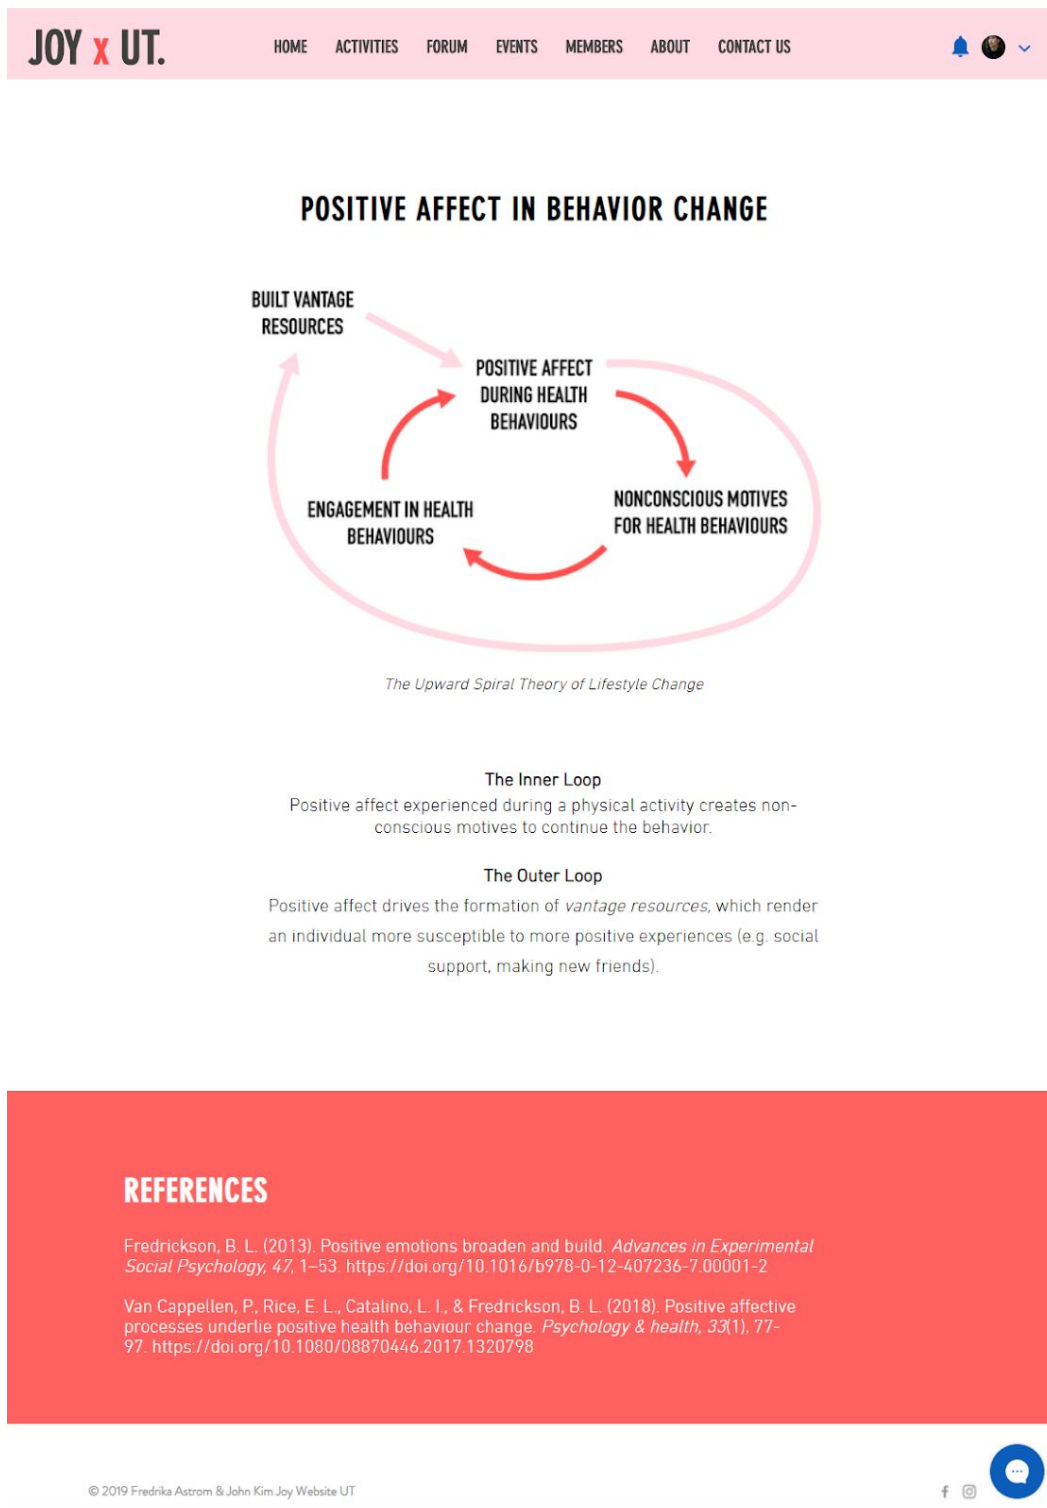 JOY x UT.
HOME ACTIVITIES FORUM EVENTS MEMBERS ABOUT CONTACT US
POSITIVE AFFECT IN BEHAVIOR CHANGE
BUILT VANTAGE
RESOURCES
POSITIVE AFFECT
DURING HEALTH
BEHAVIOURS
NONCONSCIOUS MOTIVES
FOR HEALTH BEHAVIOURS
ENGAGEMENT IN HEALTH
BEHAVIOURS
The Upward Spiral Theory of Lifestyle Change
The Inner Loop
Positive affect experienced during a physical activity creates non-
conscious motives to continue the behavior.
The Outer Loop
Positive affect drives the formation of vantage resources, which render
an individual more susceptible to more positive experiences (e.g. social
support, making new friends).
REFERENCES
Fredrickson, B. L. (2013). Positive emotions broaden and build. Advances in Experimental
Social Psychology, 47, 1–53. https://doi.org/10.1016/b978-0-12-407236-7.00001-2
Van Cappellen, P., Rice, E. L., Catalino, L. I., & Fredrickson, B. L. (2018). Positive affective
processes underlie positive health behaviour change. Psychology & health, 33(1), 77-
97. https://doi.org/10.1080/08870446.2017.1320798
© 2019 Fredrika Astrom & John Kim Joy Website UT